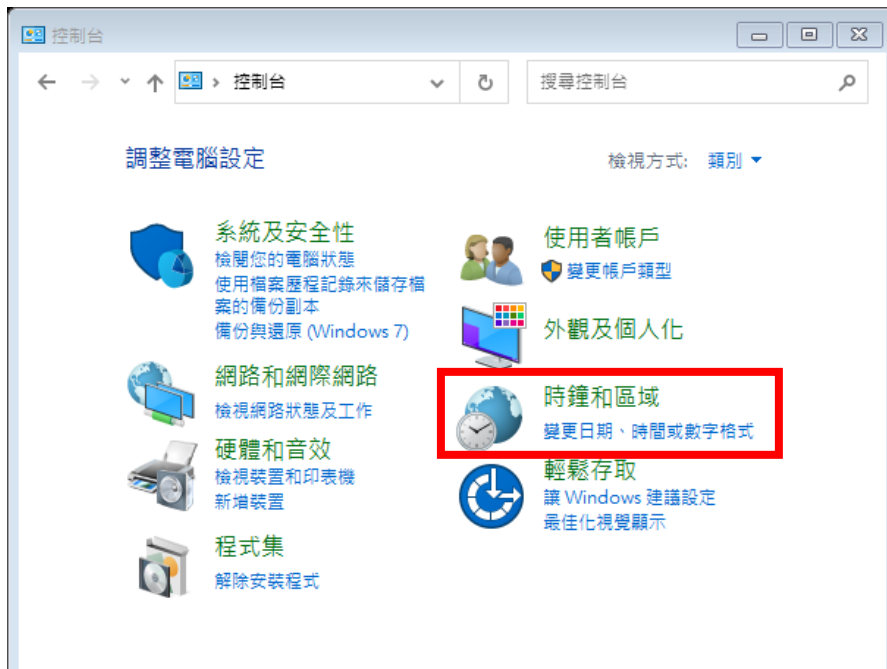 控制台
控制台
搜尋控制台
調整電腦設定
檢視方式: 類別
系統及安全性
檢閱您的電腦狀態
使用檔案歷程記錄來儲存檔
案的備份副本
備份與還原 (Windows 7)
網路和網際網路
檢視網路狀態及工作
硬體和音效
檢視裝置和印表機
新增裝置
程式集
解除安裝程式
使用者帳戶
變更帳戶類型
外觀及個人化
時鐘和區域
變更日期、時間或數字格式
輕鬆存取
讓 Windows 建議設定
最佳化視覺顯示